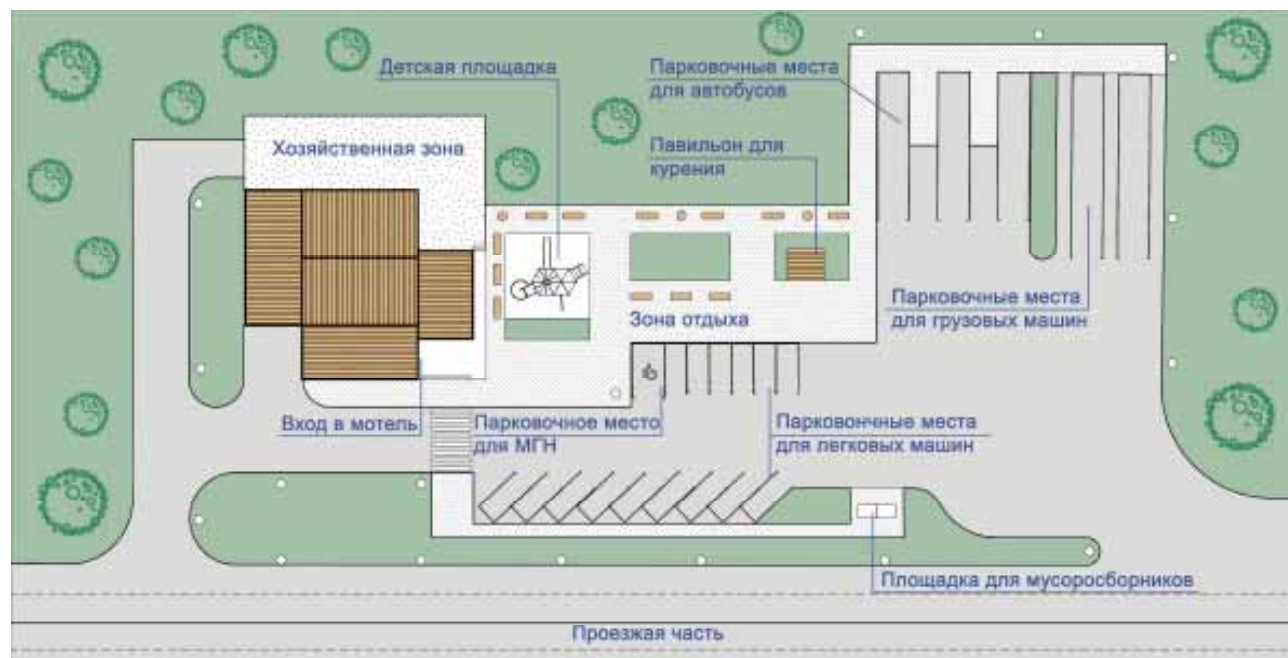 Детская площадка
Парковочные места
для автобусов
Хозяйственная зона
Павильон для
курения
Парковочные места
для грузовых машин
Зона отдыха
Вход в мотель
Парковочное место
для МГН
Парковончные места
для легковых машин
Площадка для мусоросборников
Проезжая часть